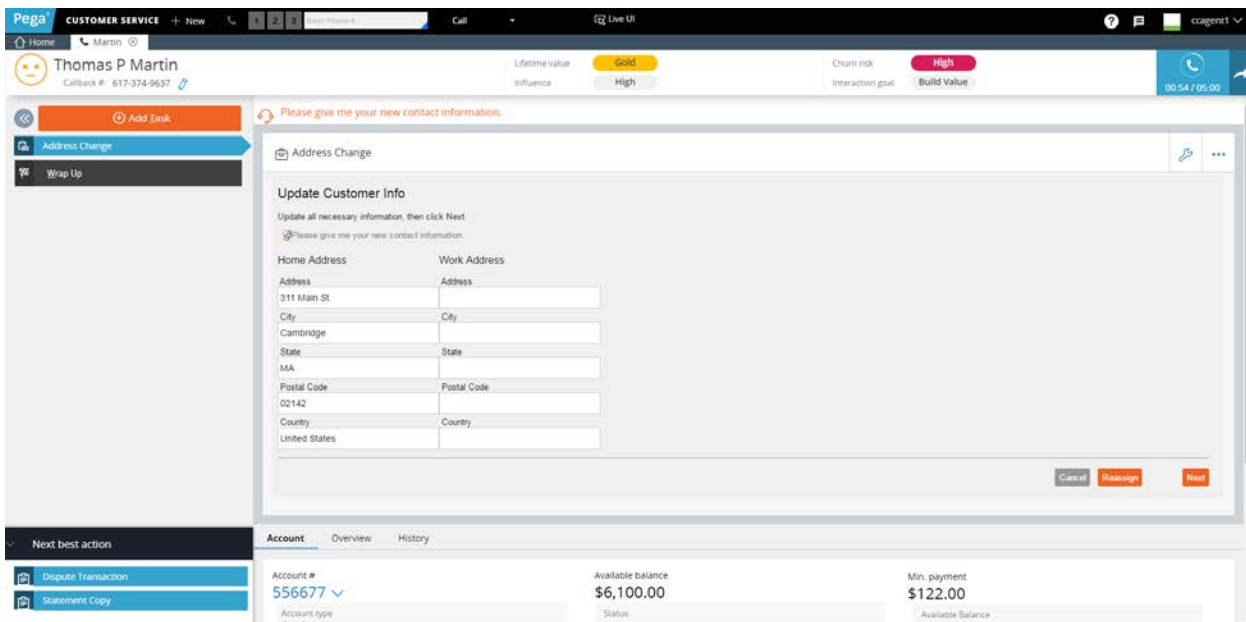 Pega CUSTOMER SERVICE + New 1 2 3 Enter Phone # Call Live UI ? ccagent1
Home Martin
Thomas P Martin Lifetime value Gold Churn risk High
Callback #: 617-374-9637 Influence High Interaction goal Build Value 00:54 / 05:00
Add Task Please give me your new contact information.
Address Change
Address Change
Wrap Up
Update Customer Info
Update all necessary information, then click Next
Please give me your new contact information.
Home Address Work Address
Address Address
311 Main St
City City
Cambridge
State State
MA
Postal Code Postal Code
02142
Country Country
United States
Cancel Reassign Next
Next best action Account Overview History
Dispute Transaction Account # Available balance Min. payment
Statement Copy 556677 $6,100.00 $122.00
Account type Status Available Balance